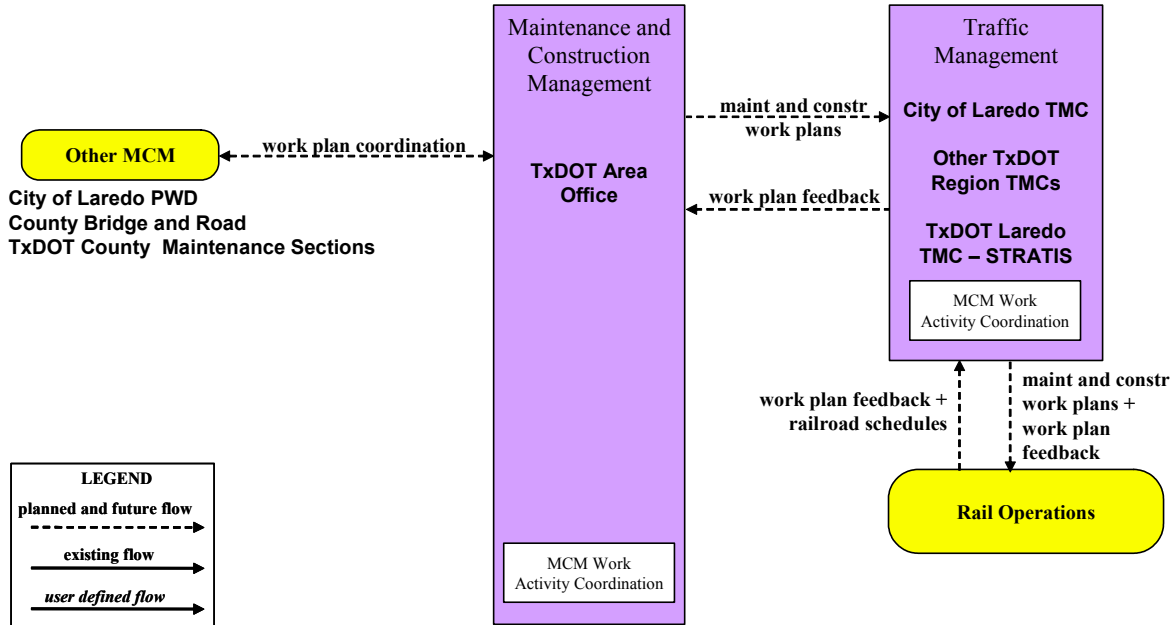 Maintenance and
Construction
Management
TxDOT Area
Office
MCM Work
Activity Coordination
Traffic
Management
City of Laredo TMC
Other TxDOT
Region TMCs
TxDOT Laredo
TMC – STRATIS
MCM Work
Activity Coordination
maint and constr
work plans
work plan feedback
Other MCM
work plan coordination
City of Laredo PWD
County Bridge and Road
TxDOT County Maintenance Sections
work plan feedback +
railroad schedules
maint and constr
work plans +
work plan
feedback
Rail Operations
LEGEND
planned and future flow
existing flow
user defined flow